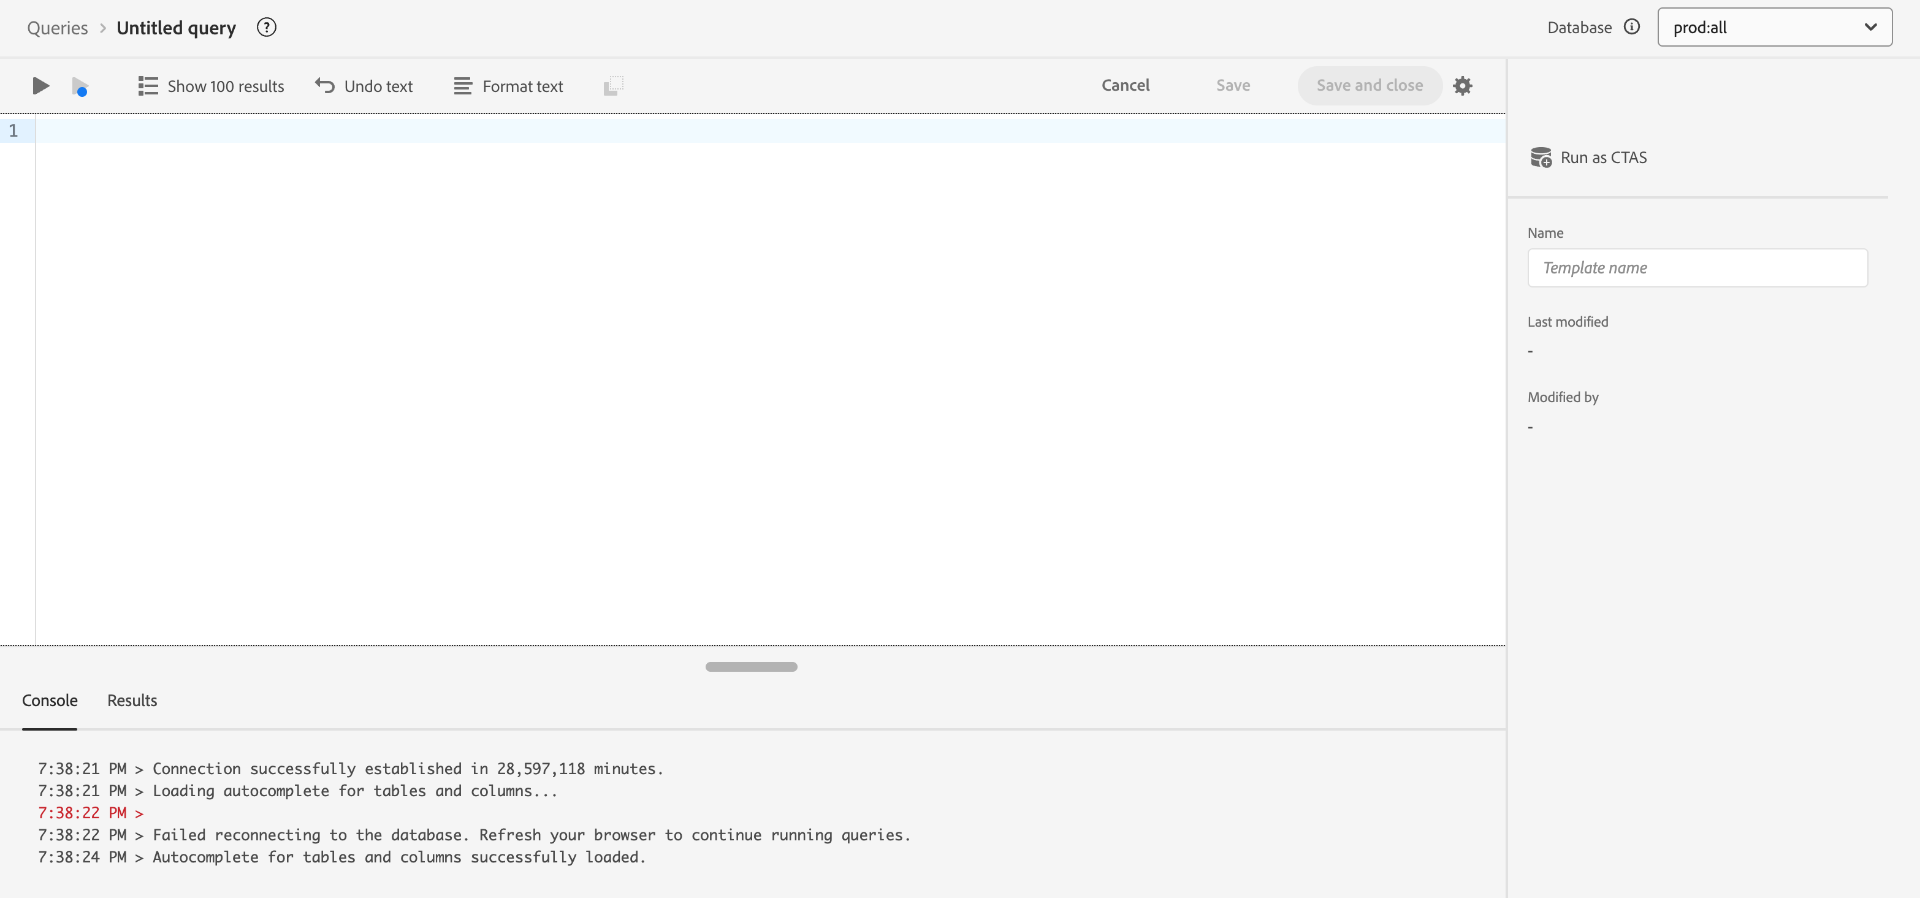 Queries > Untitled query ?
Database prod:all
Show 100 results Undo text Format text Cancel Save Save and close
1
Run as CTAS
Name
Template name
Last modified
-
Modified by
-
Console Results
7:38:21 PM > Connection successfully established in 28,597,118 minutes.
7:38:21 PM > Loading autocomplete for tables and columns...
7:38:22 PM >
7:38:22 PM > Failed reconnecting to the database. Refresh your browser to continue running queries.
7:38:24 PM > Autocomplete for tables and columns successfully loaded.